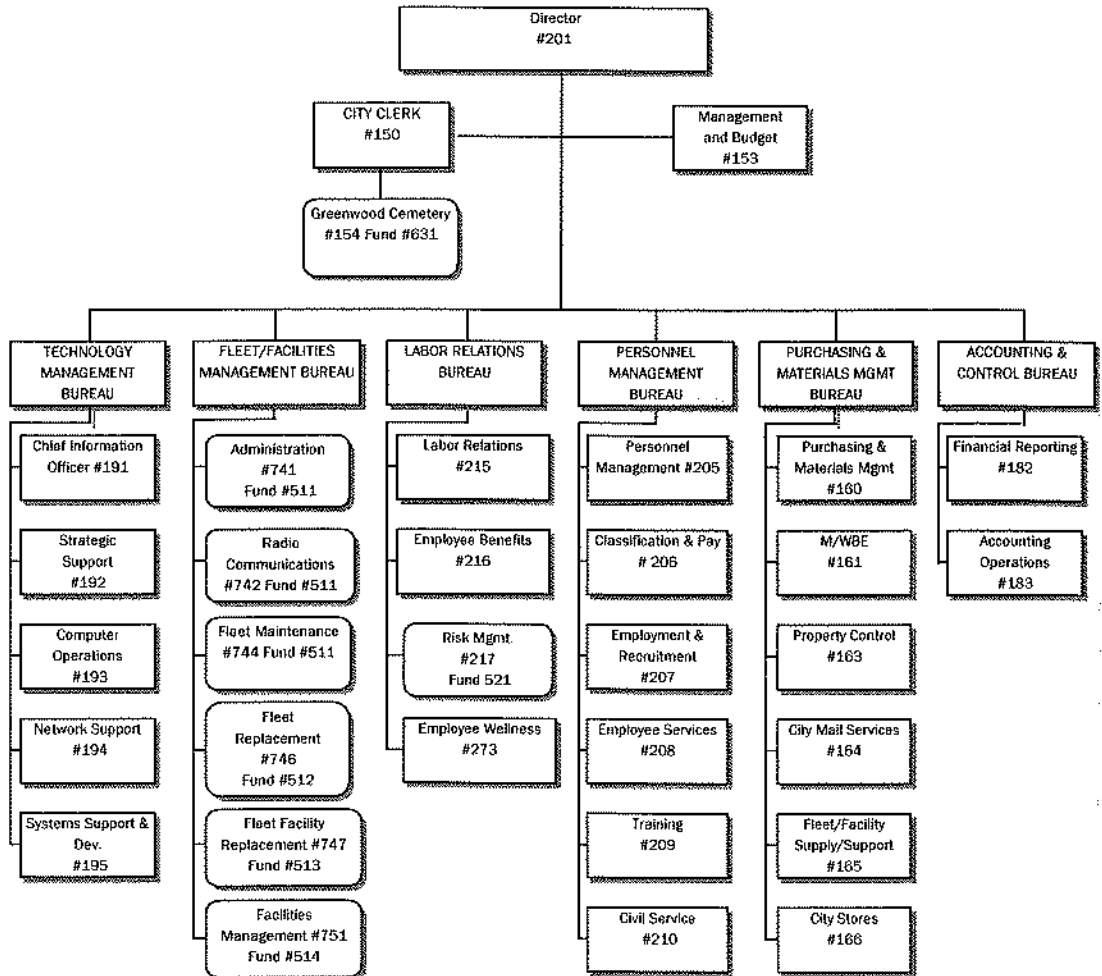 Director
#201
CITY CLERK
#150
Management
and Budget
#153
Greenwood Cemetery
#154 Fund #631
TECHNOLOGY
MANAGEMENT
BUREAU
Chief Information
Officer #191
Strategic
Support
#192
Computer
Operations
#193
Network Support
#194
Systems Support &
Dev.
#195
FLEET/FACILITIES
MANAGEMENT BUREAU
Administration
#741
Fund #511
Radio
Communications
#742 Fund #511
Fleet Maintenance
#744 Fund #511
Fleet
Replacement
#746
Fund #512
Fleet Facility
Replacement #747
Fund #513
Facilities
Management #751
Fund #514
LABOR RELATIONS
BUREAU
Labor Relations
#215
Employee Benefits
#216
Risk Mgmt.
#217
Fund 521
Employee Wellness
#273
PERSONNEL
MANAGEMENT
BUREAU
Personnel
Management #205
Classification & Pay
# 206
Employment &
Recruitment
#207
Employee Services
#208
Training
#209
Civil Service
#210
PURCHASING &
MATERIALS MGMT
BUREAU
Purchasing &
Materials Mgmt
#160
M/WBE
#161
Property Control
#163
City Mail Services
#164
Fleet/Facility
Supply/Support
#165
City Stores
#166
ACCOUNTING &
CONTROL BUREAU
Financial Reporting
#182
Accounting
Operations
#183